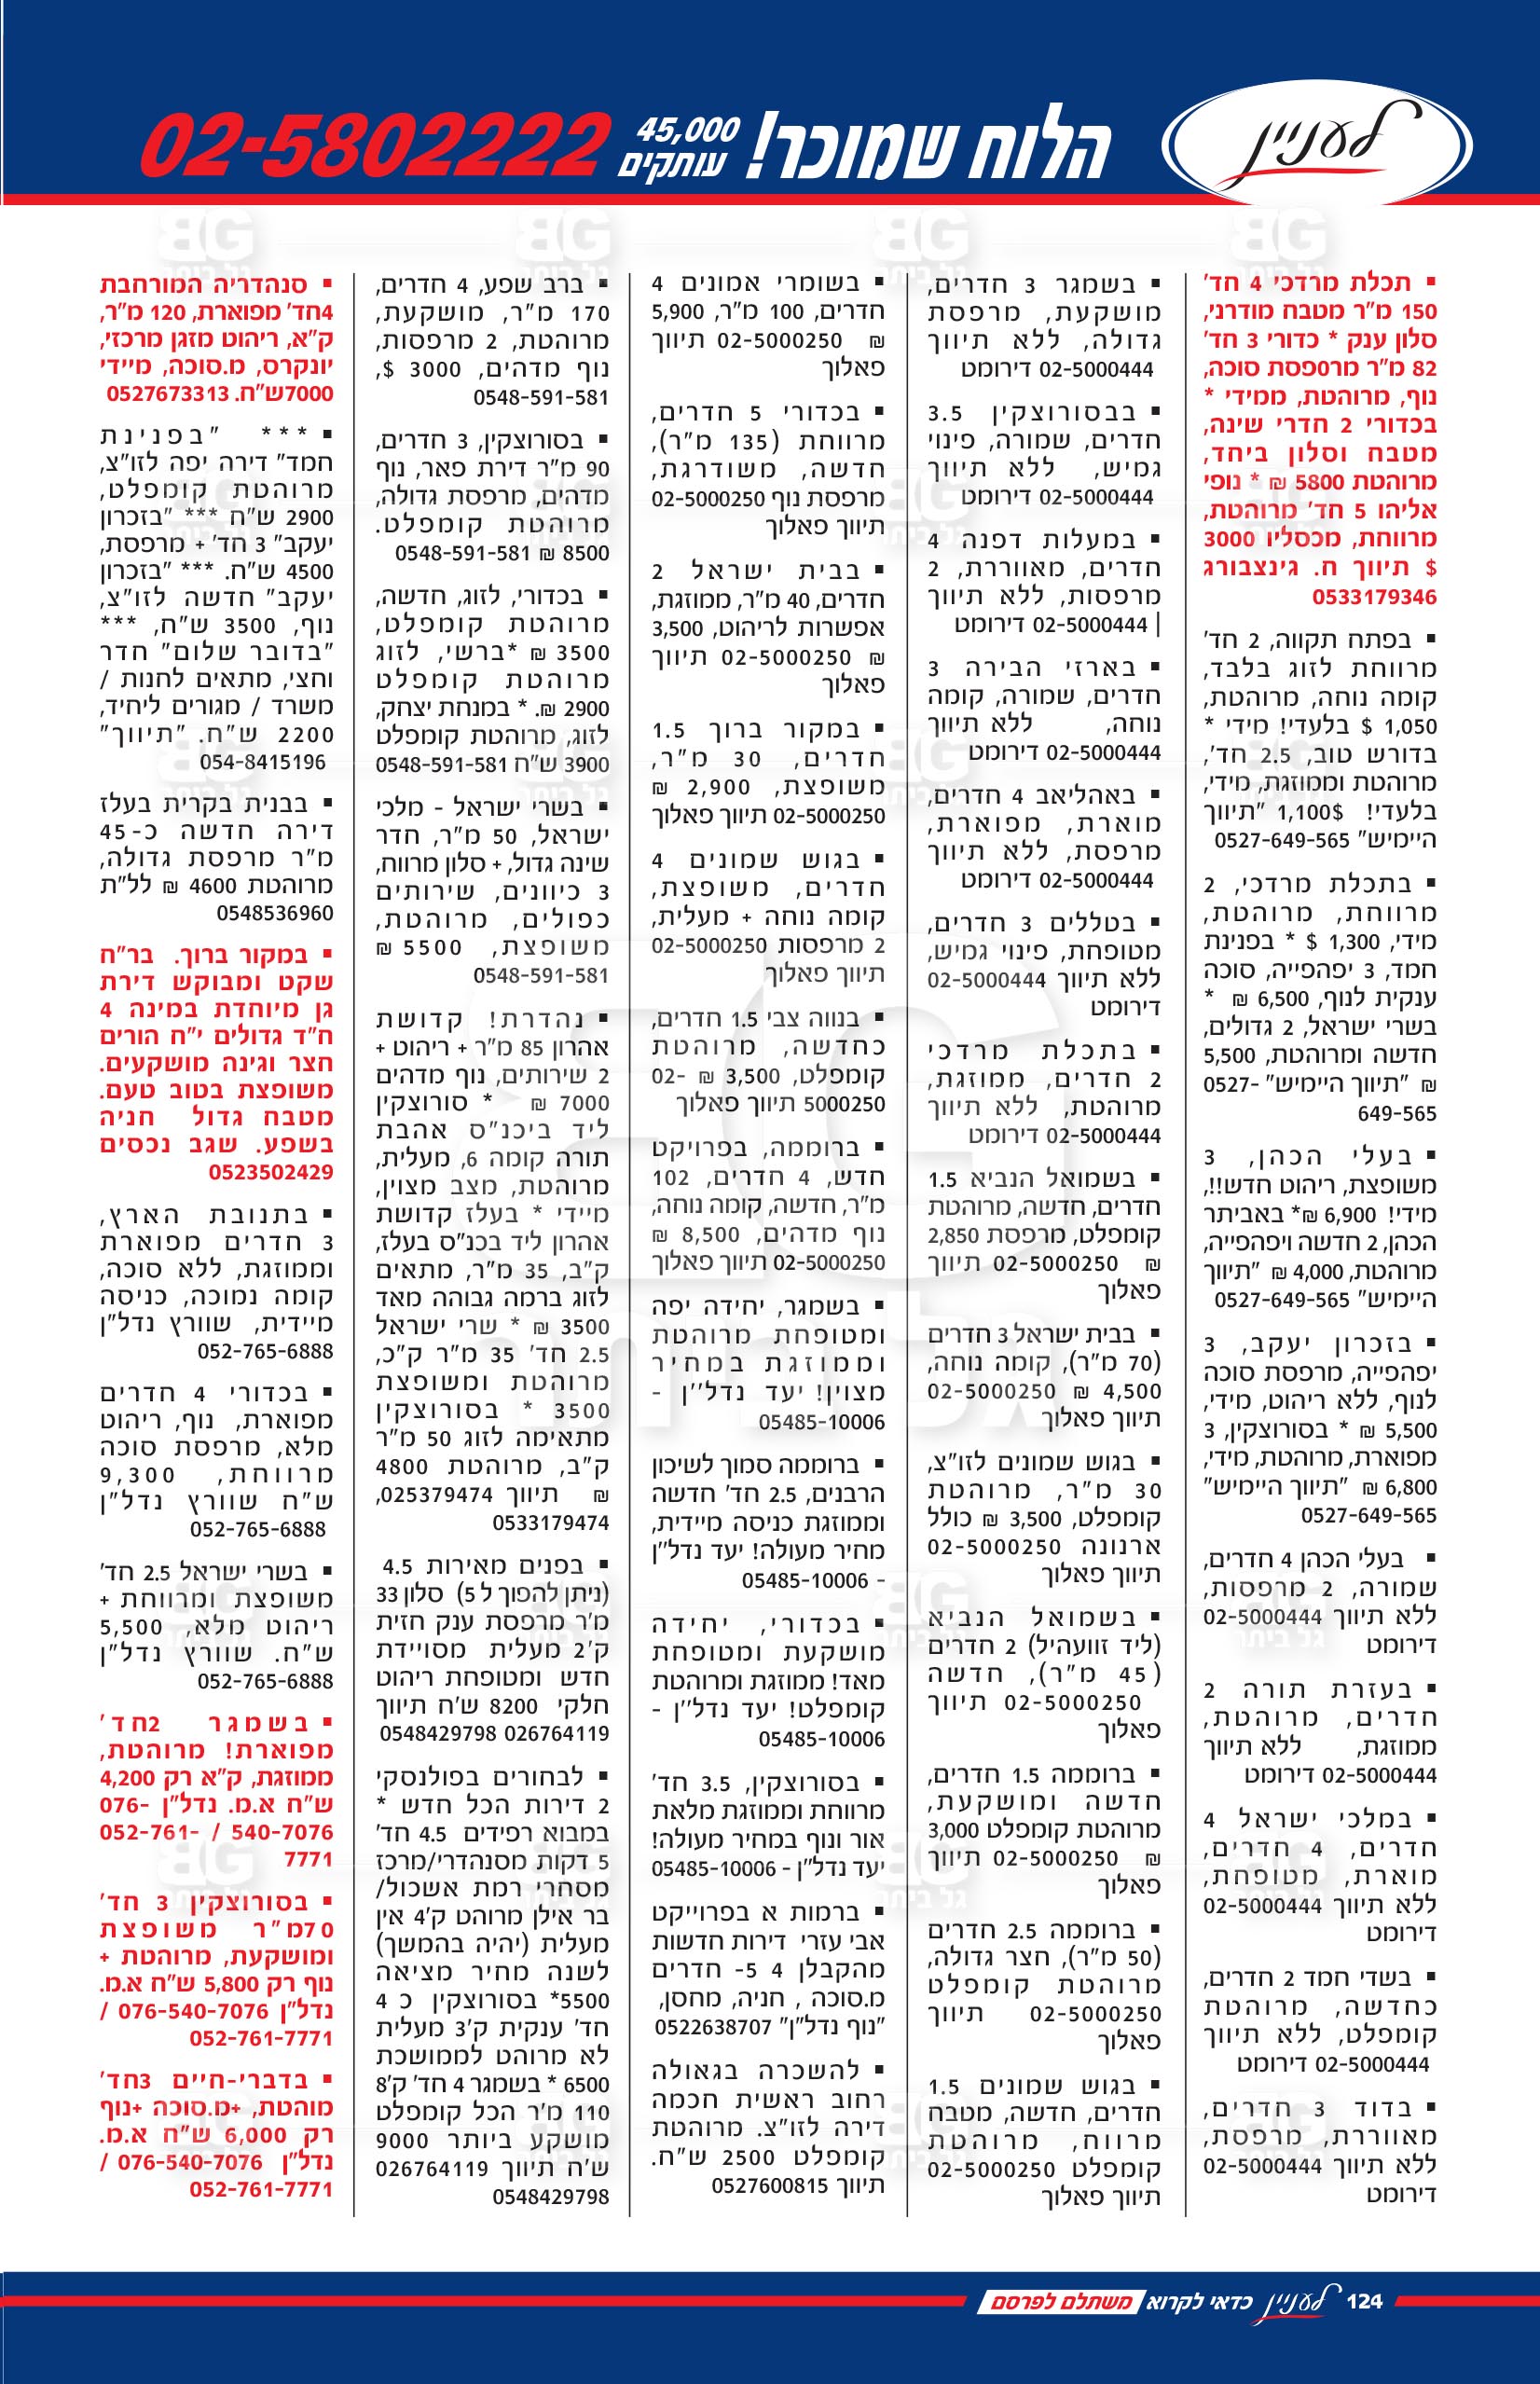 לעניין
הלוח שמוכר!
45,000
עותקים
02-5802222
▪ תכלת מרדכי 4 חד'
150 מ"ר מטבח מודרני,
סלון ענק * כדורי 3 חד'
82 מ"ר מרפסת סוכה,
נוף, מרוהטת, ממידי *
בכדורי 2 חדרי שינה,
מטבח וסלון ביחד,
מרוהטת 5800 ₪ * נופי
אליהו 5 חד' מרוהטת,
מרווחת, מכסליו 3000
$ תיווך ח. גינצבורג
0533179346
▪ בפתח תקווה, 2 חד'
מרווחת לזוג בלבד,
קומה נוחה, מרוהטת,
1,050 $ בלעדי! מידי *
בדורש טוב, 2.5 חד',
מרוהטת וממוזגת, מידי,
בלעדי! $1,100 "תיווך
היימיש" 0527-649-565
▪ בתכלת מרדכי, 2
מרווחת, מרוהטת,
מידי, 1,300 $ * בפנינת
חמד, 3 יפהפייה, סוכה
ענקית לנוף, 6,500 ₪ *
בשרי ישראל, 2 גדולים,
חדשה ומרוהטת, 5,500
₪ "תיווך היימיש" 0527-
649-565
▪ בעלי הכהן, 3
משופצת, ריהוט חדש!!,
מידי! 6,900 ₪* באביתר
הכהן, 2 חדשה ויפהפייה,
מרוהטת, 4,000 ₪ "תיווך
היימיש" 0527-649-565
▪ בזכרון יעקב, 3
יפהפייה, מרפסת סוכה
לנוף, ללא ריהוט, מידי,
5,500 ₪ * בסורוצקין, 3
מפוארת, מרוהטת, מידי,
6,800 ₪ "תיווך היימיש"
0527-649-565
▪ בעלי הכהן 4 חדרים,
שמורה, 2 מרפסות,
ללא תיווך 02-5000444
דירומט
▪ בעזרת תורה 2
חדרים, מרוהטת,
ממוזגת, ללא תיווך
02-5000444 דירומט
▪ במלכי ישראל 4
חדרים, 4 חדרים,
מוארת, מטופחת,
ללא תיווך 02-5000444
דירומט
▪ בשדי חמד 2 חדרים,
כחדשה, מרוהטת
קומפלט, ללא תיווך
02-5000444 דירומט
▪ בדוד 3 חדרים,
מאווררת, מרפסת,
ללא תיווך 02-5000444
דירומט
▪ בשמגר 3 חדרים,
מושקעת, מרפסת
גדולה, ללא תיווך
02-5000444 דירומט
▪ בבסורוצקין 3.5
חדרים, שמורה, פינוי
גמיש, ללא תיווך
02-5000444 דירומט
▪ במעלות דפנה 4
חדרים, מאווררת, 2
מרפסות, ללא תיווך
| 02-5000444 דירומט
▪ בארזי הבירה 3
חדרים, שמורה, קומה
נוחה, ללא תיווך
02-5000444 דירומט
▪ באהליאב 4 חדרים,
מוארת, מפוארת,
מרפסת, ללא תיווך
02-5000444 דירומט
▪ בטללים 3 חדרים,
מטופחת, פינוי גמיש,
ללא תיווך 02-5000444
דירומט
▪ בתכלת מרדכי
2 חדרים, ממוזגת,
מרוהטת, ללא תיווך
02-5000444 דירומט
▪ בשמואל הנביא 1.5
חדרים, חדשה, מרוהטת
קומפלט, מרפסת 2,850
₪ 02-5000250 תיווך
פאלוך
▪ בבית ישראל 3 חדרים
(70 מ"ר), קומה נוחה,
4,500 ₪ 02-5000250
תיווך פאלוך
▪ בגוש שמונים לזו"צ,
30 מ"ר, מרוהטת
קומפלט, 3,500 ₪ כולל
ארנונה 02-5000250
תיווך פאלוך
▪ בשמואל הנביא
(ליד זוועהיל) 2 חדרים
(45 מ"ר), חדשה
02-5000250 תיווך
פאלוך
▪ ברוממה 1.5 חדרים,
חדשה ומושקעת,
מרוהטת קומפלט 3,000
₪ 02-5000250 תיווך
פאלוך
▪ ברוממה 2.5 חדרים
(50 מ"ר), חצר גדולה,
מרוהטת קומפלט
02-5000250 תיווך
פאלוך
▪ בגוש שמונים 1.5
חדרים, חדשה, מטבח
מרווח, מרוהטת
קומפלט 02-5000250
תיווך פאלוך
▪ בשומרי אמונים 4
חדרים, 100 מ"ר, 5,900
₪ 02-5000250 תיווך
פאלוך
▪ בכדורי 5 חדרים,
מרווחת (135 מ"ר),
חדשה, משודרגת,
מרפסת נוף 02-5000250
תיווך פאלוך
▪ בבית ישראל 2
חדרים, 40 מ"ר, ממוזגת,
אפשרות לריהוט, 3,500
₪ 02-5000250 תיווך
פאלוך
▪ במקור ברוך 1.5
חדרים, 30 מ"ר,
משופצת, 2,900 ₪
02-5000250 תיווך פאלוך
▪ בגוש שמונים 4
חדרים, משופצת,
קומה נוחה + מעלית,
2 מרפסות 02-5000250
תיווך פאלוך
▪ בנווה צבי 1.5 חדרים,
כחדשה, מרוהטת
קומפלט, 3,500 ₪ 02-
5000250 תיווך פאלוך
▪ ברוממה, בפרויקט
חדש, 4 חדרים, 102
מ"ר, חדשה, קומה נוחה,
נוף מדהים, 8,500 ₪
02-5000250 תיווך פאלוך
▪ בשמגר, יחידה יפה
ומטופחת מרוהטת
וממוזגת במחיר
מצוין! יעד נדל"ן -
05485-10006
▪ ברוממה סמוך לשיכון
הרבנים, 2.5 חד' חדשה
וממוזגת כניסה מיידית,
מחיר מעולה! יעד נדל"ן
- 05485-10006
▪ בכדורי, יחידה
מושקעת ומטופחת
מאד! ממוזגת ומרוהטת
קומפלט! יעד נדל"ן -
05485-10006
▪ בסורוצקין, 3.5 חד'
מרווחת וממוזגת מלאת
אור ונוף במחיר מעולה!
יעד נדל"ן - 05485-10006
▪ ברמות א בפרוייקט
אבי עזרי דירות חדשות
מהקבלן 4 5- חדרים
מ.סוכה , חניה, מחסן,
"נוף נדל"ן" 0522638707
▪ להשכרה בגאולה
רחוב ראשית חכמה
דירה לזו"צ. מרוהטת
קומפלט 2500 ש"ח.
תיווך 0527600815
▪ ברב שפע, 4 חדרים,
170 מ"ר, מושקעת,
מרוהטת, 2 מרפסות,
נוף מדהים, 3000 $,
0548-591-581
▪ בסורוצקין, 3 חדרים,
90 מ"ר דירת פאר, נוף
מדהים, מרפסת גדולה,
מרוהטת קומפלט.
8500 ₪ 0548-591-581
▪ בכדורי, לזוג, חדשה,
מרוהטת קומפלט,
3500 ₪ *ברשי, לזוג
מרוהטת קומפלט
2900 ₪. * במנחת יצחק,
לזוג, מרוהטת קומפלט
3900 ש"ח 0548-591-581
▪ בשרי ישראל - מלכי
ישראל, 50 מ"ר, חדר
שינה גדול, + סלון מרווח,
3 כיוונים, שירותים
כפולים, מרוהטת,
משופצת, 5500 ₪
0548-591-581
▪ נהדרת! קדושת
אהרון 85 מ"ר + ריהוט +
2 שירותים, נוף מדהים
7000 ₪ * סורוצקין
ליד ביכנ"ס אהבת
תורה קומה 6, מעלית,
מרוהטת, מצב מצוין,
מיידי * בעלז קדושת
אהרון ליד בכנ"ס בעלז,
ק"ב, 35 מ"ר, מתאים
לזוג ברמה גבוהה מאד
3500 ₪ * שרי ישראל
2.5 חד' 35 מ"ר ק"כ,
מרוהטת ומשופצת
3500 * בסורוצקין
מתאימה לזוג 50 מ"ר
ק"ב, מרוהטת 4800
₪ תיווך 025379474,
0533179474
▪ בפנים מאירות 4.5
(ניתן להפוך ל 5) סלון 33
מ'ר מרפסת ענק חזית
ק'2 מעלית מסויידת
חדש ומטופחת ריהוט
חלקי 8200 ש'ח תיווך
026764119 0548429798
▪ לבחורים בפולנסקי
2 דירות הכל חדש *
במבוא רפידים 4.5 חד'
5 דקות מסנהדרי/מרכז
מסחרי רמת אשכול/
בר אילן מרוהט ק'4 אין
מעלית (יהיה בהמשך)
לשנה מחיר מציאה
5500* בסורוצקין כ 4
חד' ענקית ק'3 מעלית
לא מרוהט לממושכת
6500 * בשמגר 4 חד' ק'8
110 מ'ר הכל קומפלט
מושקע ביותר 9000
ש'ח תיווך 026764119
0548429798
▪ סנהדריה המורחבת
4חד' מפוארת, 120 מ"ר,
ק"א, ריהוט מזגן מרכזי,
יונקרס, מ.סוכה, מיידי
7000ש"ח. 0527673313
▪ *** "בפנינת
חמד" דירה יפה לזו"צ,
מרוהטת קומפלט,
2900 ש"ח *** "בזכרון
יעקב" 3 חד' + מרפסת,
4500 ש"ח. *** "בזכרון
יעקב" חדשה לזו"צ,
נוף, 3500 ש"ח, ***
"בדובר שלום" חדר
וחצי, מתאים לחנות /
משרד / מגורים ליחיד,
2200 ש"ח. "תיווך"
054-8415196
▪ בבנית בקרית בעלז
דירה חדשה כ-45
מ"ר מרפסת גדולה,
מרוהטת 4600 ₪ לל"ת
0548536960
▪ במקור ברוך. בר"ח
שקט ומבוקש דירת
גן מיוחדת במינה 4
ח"ד גדולים י"ח הורים
חצר וגינה מושקעים.
משופצת בטוב טעם.
מטבח גדול חניה
בשפע. שגב נכסים
0523502429
▪ בתנובת הארץ,
3 חדרים מפוארת
וממוזגת, ללא סוכה,
קומה נמוכה, כניסה
מיידית, שוורץ נדל"ן
052-765-6888
▪ בכדורי 4 חדרים
מפוארת, נוף, ריהוט
מלא, מרפסת סוכה
מרווחת, 9,300
ש"ח שוורץ נדל"ן
052-765-6888
▪ בשרי ישראל 2.5 חד'
משופצת ומרווחת +
ריהוט מלא, 5,500
ש"ח. שוורץ נדל"ן
052-765-6888
▪ בשמגר 2חד'
מפוארת! מרוהטת,
ממוזגת, ק"א רק 4,200
ש"ח א.מ. נדל"ן 076-
540-7076 / 052-761-
7771
▪ בסורוצקין 3 חד'
70מ"ר משופצת
ומושקעת, מרוהטת +
נוף רק 5,800 ש"ח א.מ.
נדל"ן 076-540-7076 /
052-761-7771
▪ בדברי-חיים 3חד'
מוהטת, +מ.סוכה +נוף
רק 6,000 ש"ח א.מ.
נדל"ן 076-540-7076 /
052-761-7771
124 לעניין כדאי לקרוא משתלם לפרסם
BG
גל ביתר